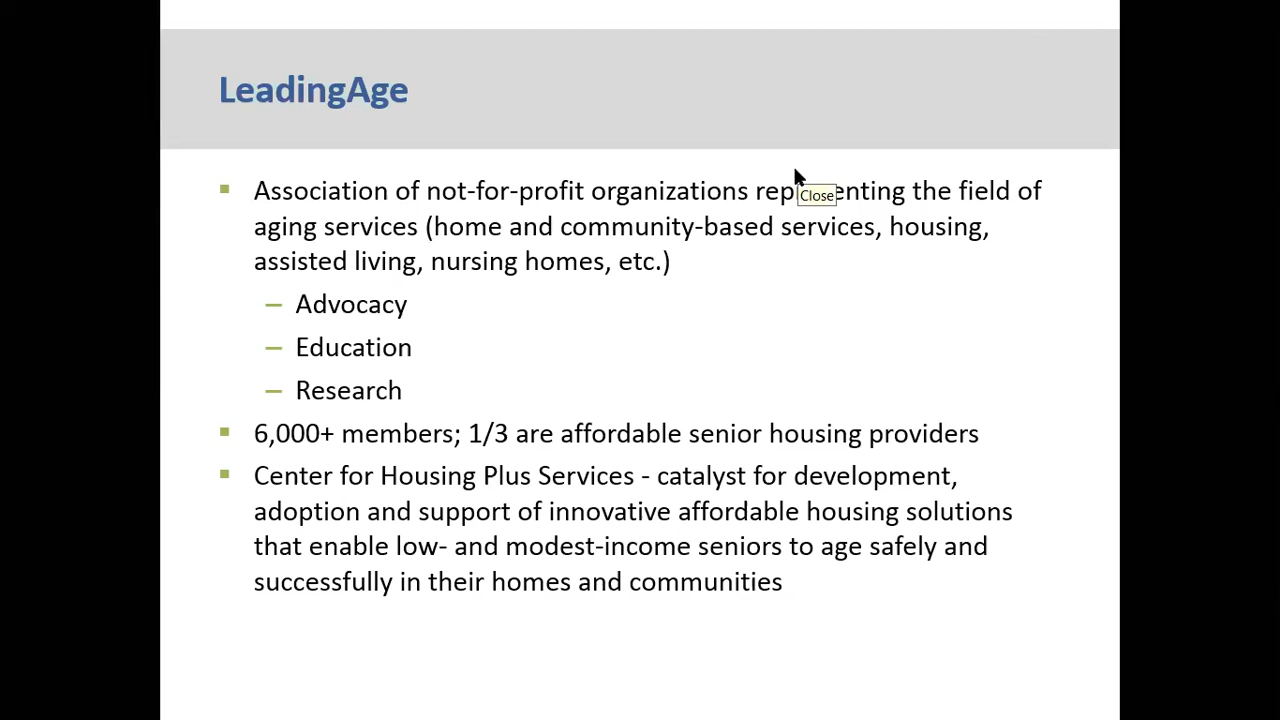 LeadingAge
Association of not-for-profit organizations rep enting the field of
Close
aging services (home and community-based services, housing,
assisted living, nursing homes, etc.)
– Advocacy
– Education
– Research
6,000+ members; 1/3 are affordable senior housing providers
Center for Housing Plus Services - catalyst for development,
adoption and support of innovative affordable housing solutions
that enable low- and modest-income seniors to age safely and
successfully in their homes and communities